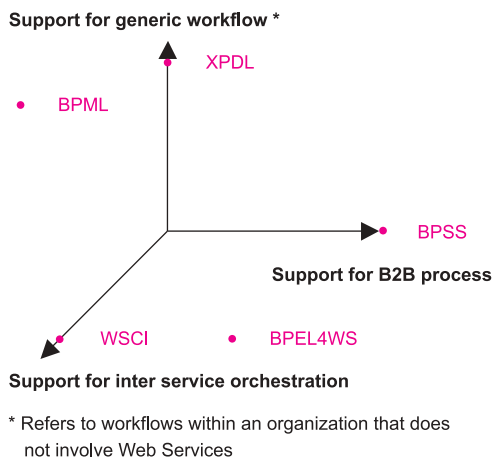 Support for generic workflow *
XPDL
BPML
BPSS
Support for B2B process
WSCI
BPEL4WS
Support for inter service orchestration
* Refers to workflows within an organization that does
not involve Web Services